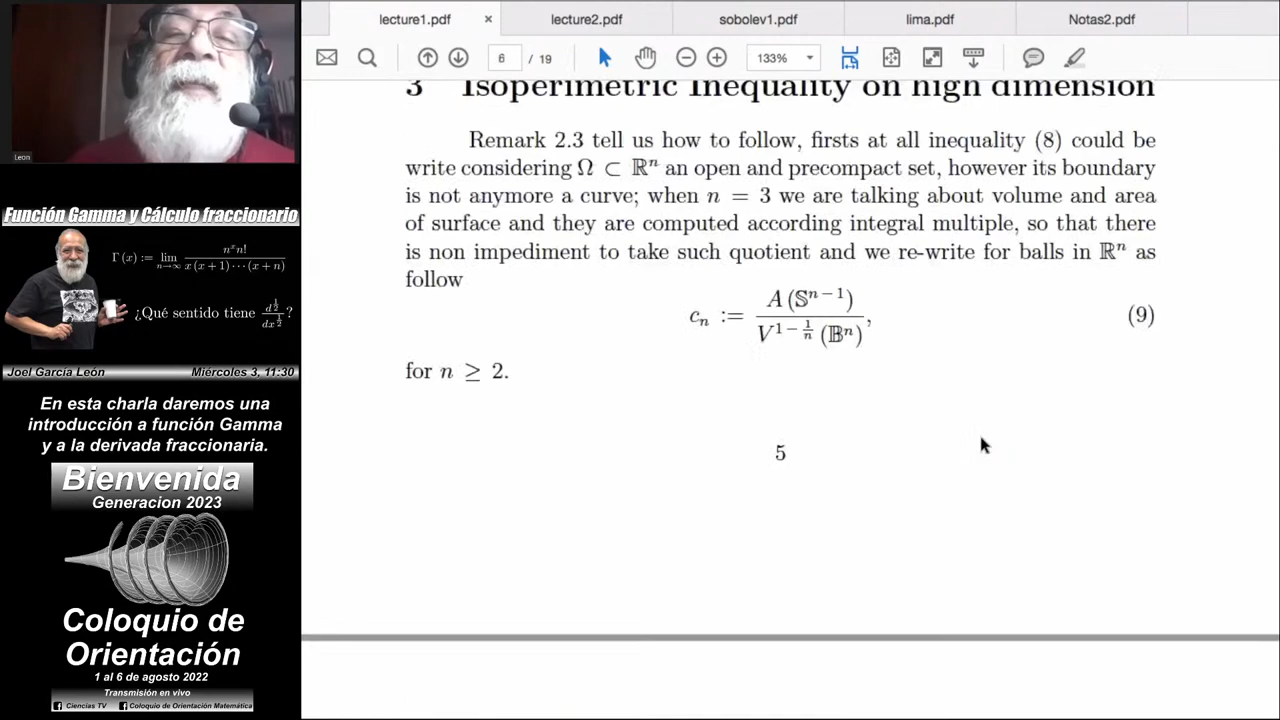 lecture1.pdf
×
lecture2.pdf
sobolev1.pdf
lima.pdf
Notas2.pdf
6 / 19
133%
3 Isoperimetric Inequality on high dimension
Remark 2.3 tell us how to follow, firsts at all inequality (8) could be
write considering Ω ⊂ ℝⁿ an open and precompact set, however its boundary
is not anymore a curve; when n = 3 we are talking about volume and area
of surface and they are computed according integral multiple, so that there
is non impediment to take such quotient and we re-write for balls in ℝⁿ as
follow
cₙ := A (𝕊ⁿ⁻¹) / V^{1 − 1/n} (𝔹ⁿ), (9)
for n ≥ 2.
5
Leon
Función Gamma y Cálculo fraccionario
Γ (x) := lim_{n→∞} nˣ n! / x (x + 1) · · · (x + n)
¿Qué sentido tiene d^{1/2} / dx^{1/2} ?
Joel García León Miércoles 3, 11:30
En esta charla daremos una
introducción a función Gamma
y a la derivada fraccionaria.
Bienvenida
Generacion 2023
Coloquio de
Orientación
1 al 6 de agosto 2022
Transmisión en vivo
Ciencias TV Coloquio de Orientación Matemática